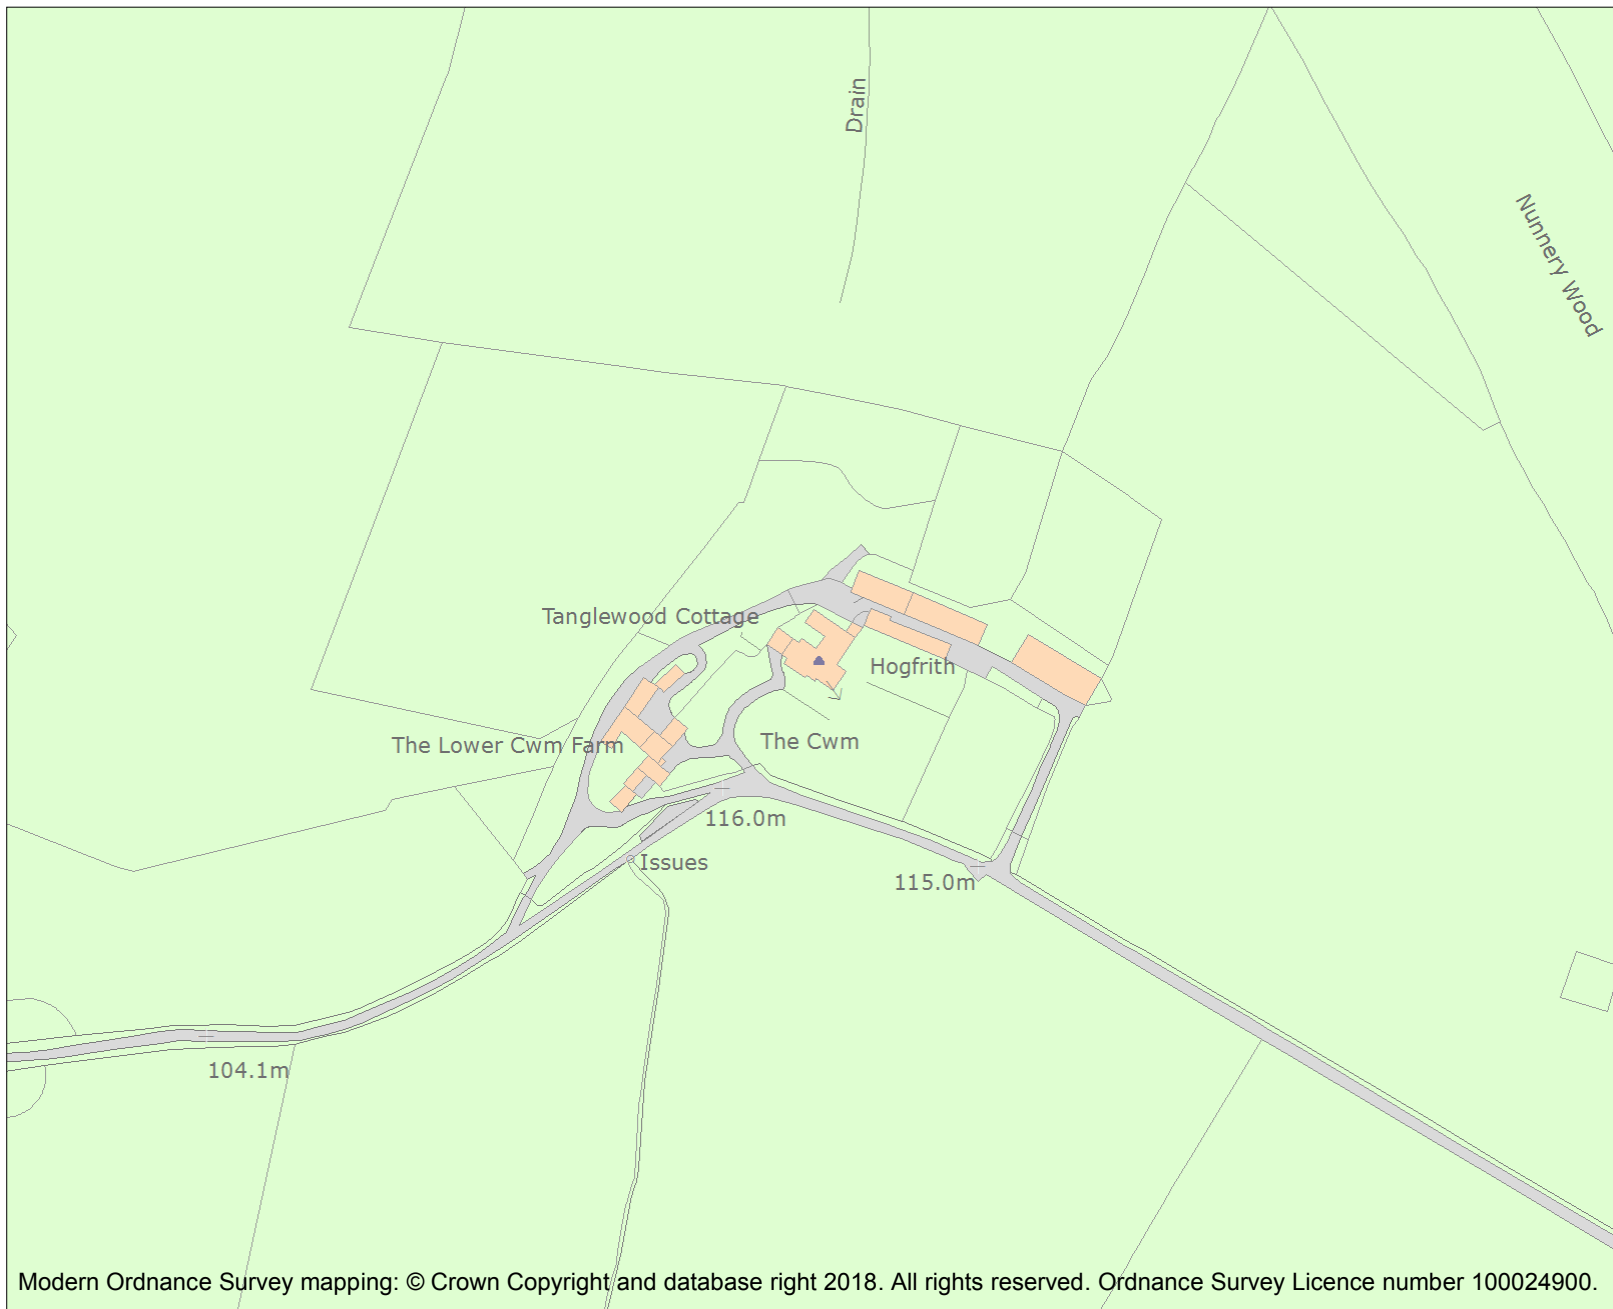 Drain
Nunnery Wood
Tanglewood Cottage
Hogfrith
The Lower Cwm Farm
The Cwm
116.0m
Issues
115.0m
104.1m
Modern Ordnance Survey mapping: © Crown Copyright and database right 2018. All rights reserved. Ordnance Survey Licence number 100024900.